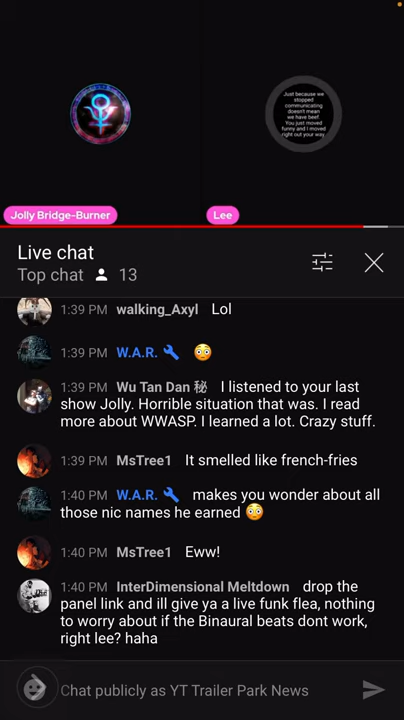 Just because we
stopped
communicating
doesn't mean
we have beef.
You just moved
funny and I moved
right out your way
Jolly Bridge-Burner
Lee
Live chat
Top chat 13
1:39 PM walking_Axyl Lol
1:39 PM W.A.R. 😳
1:39 PM Wu Tan Dan 秘 I listened to your last
show Jolly. Horrible situation that was. I read
more about WWASP. I learned a lot. Crazy stuff.
1:39 PM MsTree1 It smelled like french-fries
1:40 PM W.A.R. makes you wonder about all
those nic names he earned 😳
1:40 PM MsTree1 Eww!
1:40 PM InterDimensional Meltdown drop the
panel link and ill give ya a live funk flea, nothing
to worry about if the Binaural beats dont work,
right lee? haha
Chat publicly as YT Trailer Park News